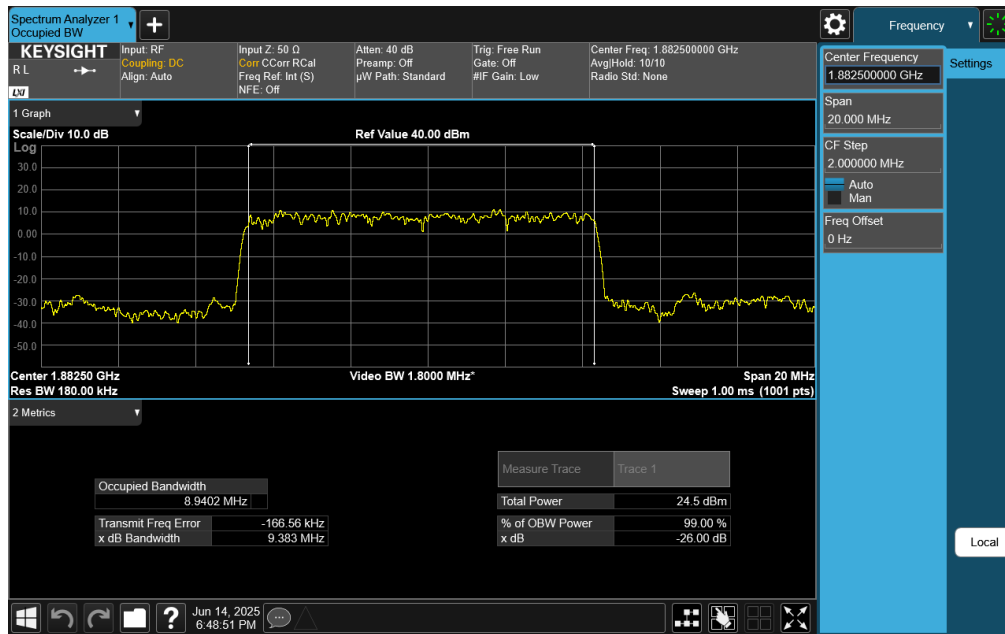 Spectrum Analyzer 1
Occupied BW
Frequency
KEYSIGHT
R L
LXI
Input: RF
Coupling: DC
Align: Auto
Input Z: 50 Ω
Corr CCorr RCal
Freq Ref: Int (S)
NFE: Off
Atten: 40 dB
Preamp: Off
µW Path: Standard
Trig: Free Run
Gate: Off
#IF Gain: Low
Center Freq: 1.882500000 GHz
Avg|Hold: 10/10
Radio Std: None
Center Frequency
1.882500000 GHz
Settings
Span
20.000 MHz
CF Step
2.000000 MHz
Auto
Man
Freq Offset
0 Hz
Local
1 Graph
Scale/Div 10.0 dB
Ref Value 40.00 dBm
Log
30.0
20.0
10.0
0.00
-10.0
-20.0
-30.0
-40.0
-50.0
Center 1.88250 GHz
Video BW 1.8000 MHz*
Span 20 MHz
Res BW 180.00 kHz
Sweep 1.00 ms (1001 pts)
2 Metrics
Measure Trace
Trace 1
Occupied Bandwidth
8.9402 MHz
Total Power
24.5 dBm
Transmit Freq Error
-166.56 kHz
% of OBW Power
99.00 %
x dB Bandwidth
9.383 MHz
x dB
-26.00 dB
?
Jun 14, 2025
6:48:51 PM